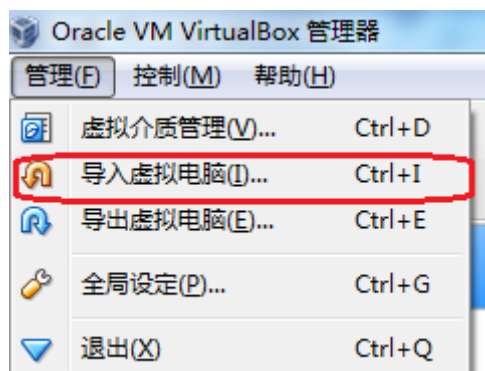 Oracle VM VirtualBox 管理器
管理(F) 控制(M) 帮助(H)
虚拟介质管理(V)... Ctrl+D
导入虚拟电脑(I)... Ctrl+I
导出虚拟电脑(E)... Ctrl+E
全局设定(P)... Ctrl+G
退出(X) Ctrl+Q